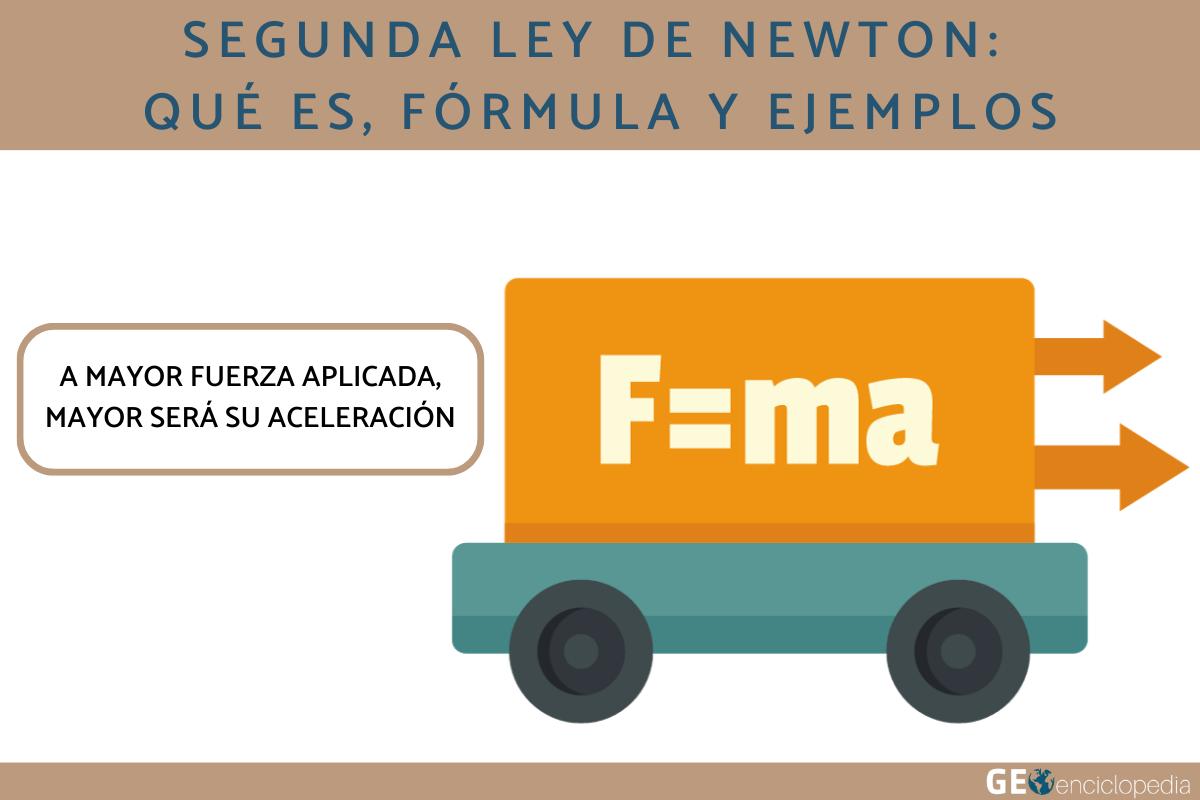 SEGUNDA LEY DE NEWTON:
QUÉ ES, FÓRMULA Y EJEMPLOS
A MAYOR FUERZA APLICADA,
MAYOR SERÁ SU ACELERACIÓN
F=ma
GEOenciclopedia